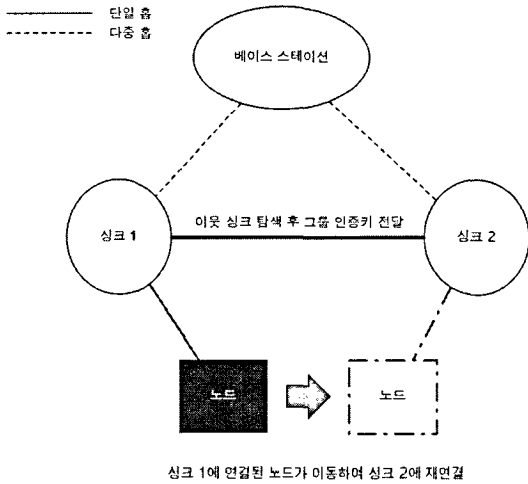 단일 홉
다중 홉
베이스 스테이션
싱크 1
이웃 싱크 탐색 후 그룹 인증키 전달
싱크 2
노드
노드
싱크 1에 연결된 노드가 이동하여 싱크 2에 재연결